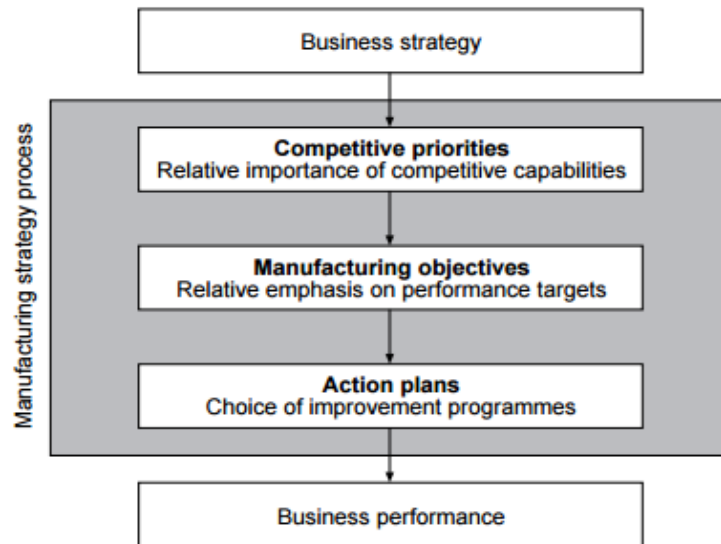 Business strategy
Manufacturing strategy process
Competitive priorities
Relative importance of competitive capabilities
Manufacturing objectives
Relative emphasis on performance targets
Action plans
Choice of improvement programmes
Business performance